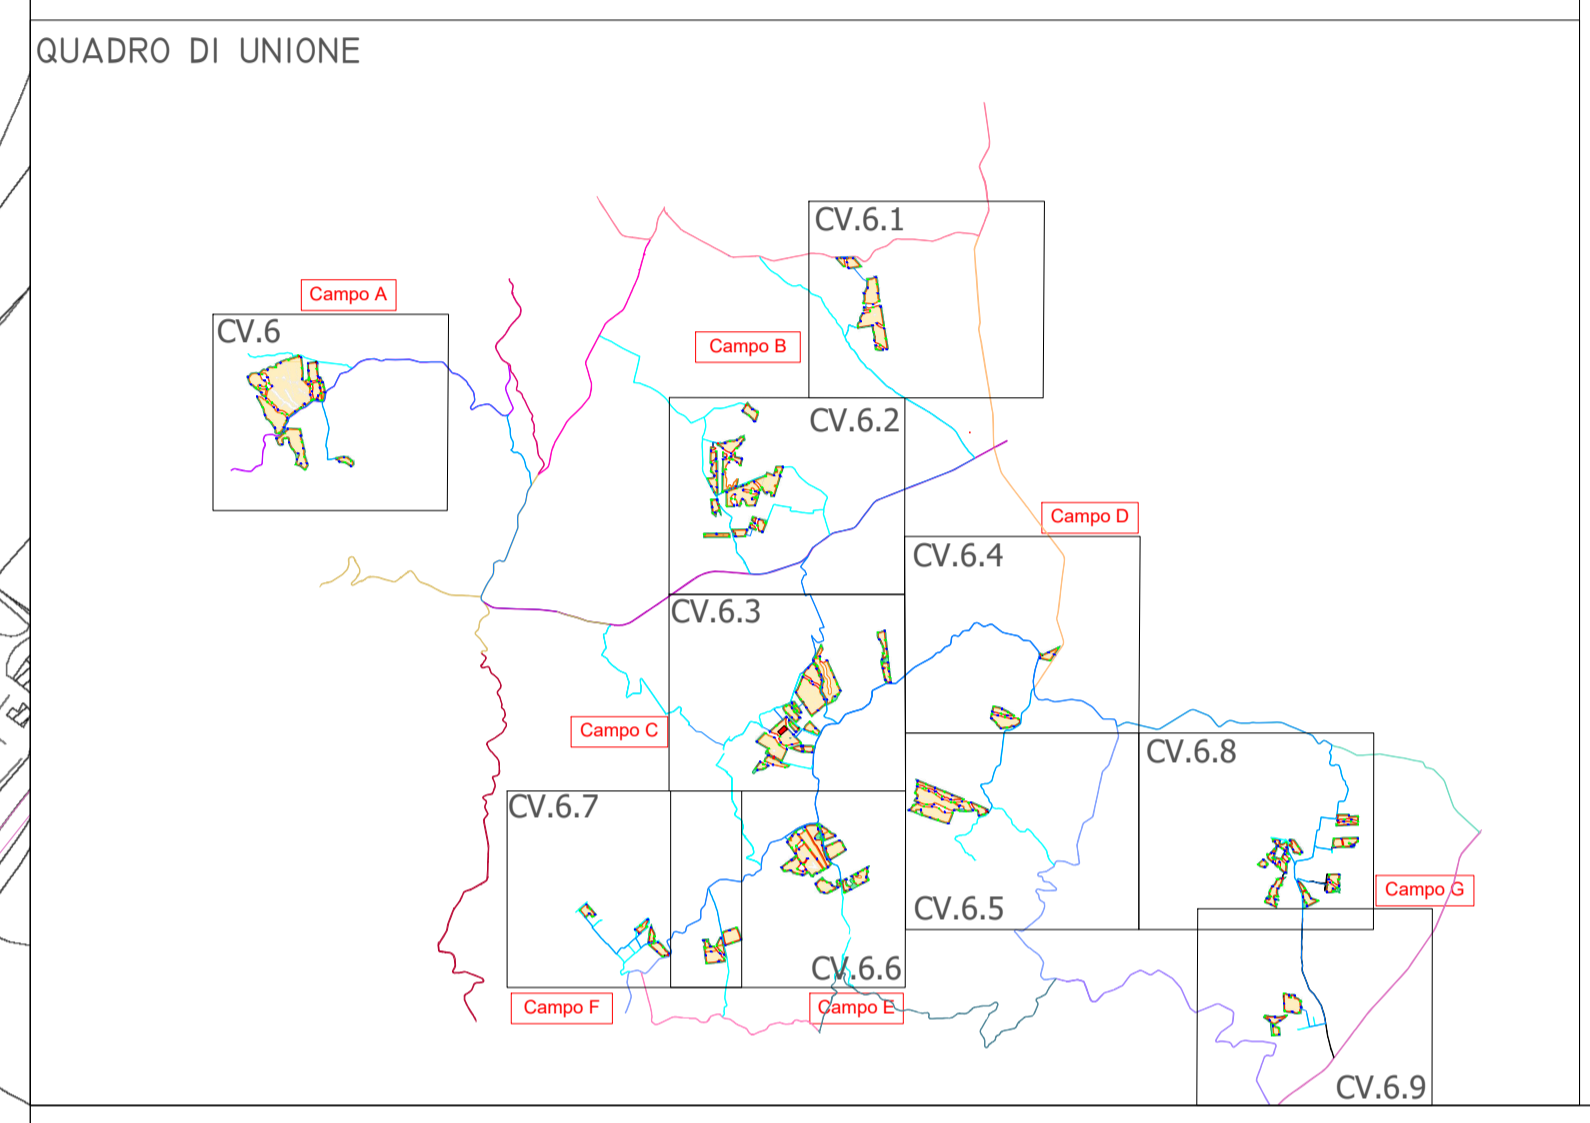 QUADRO DI UNIONE
CV.6.1
Campo A
CV.6
Campo B
CV.6.2
Campo D
CV.6.4
CV.6.3
Campo C
CV.6.8
CV.6.7
Campo G
CV.6.5
CV.6.6
Campo F
Campo E
CV.6.9